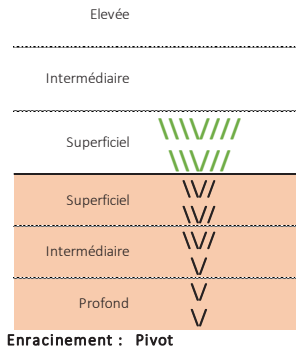 Elevée
Intermédiaire
Superficiel
Superficiel
Intermédiaire
Profond
Enracinement : Pivot